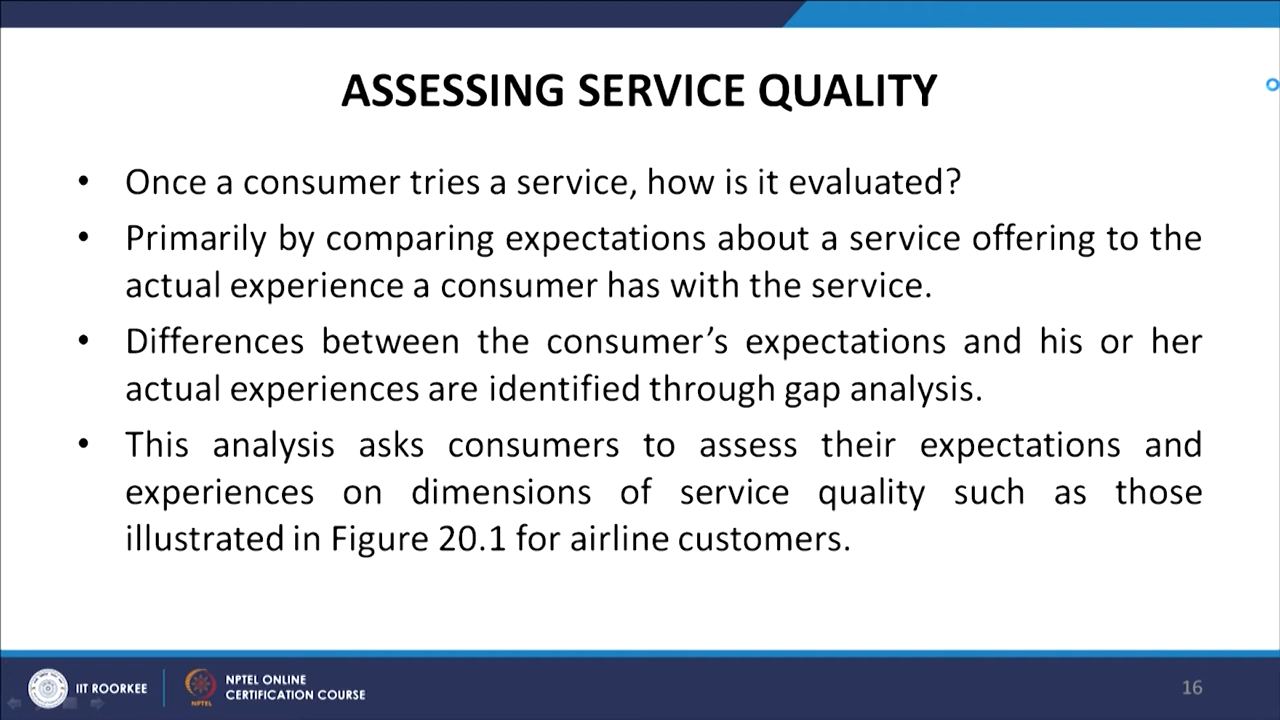 ASSESSING SERVICE QUALITY
• Once a consumer tries a service, how is it evaluated?
• Primarily by comparing expectations about a service offering to the
actual experience a consumer has with the service.
• Differences between the consumer’s expectations and his or her
actual experiences are identified through gap analysis.
• This analysis asks consumers to assess their expectations and
experiences on dimensions of service quality such as those
illustrated in Figure 20.1 for airline customers.
IIT ROORKEE
NPTEL
NPTEL ONLINE
CERTIFICATION COURSE
16